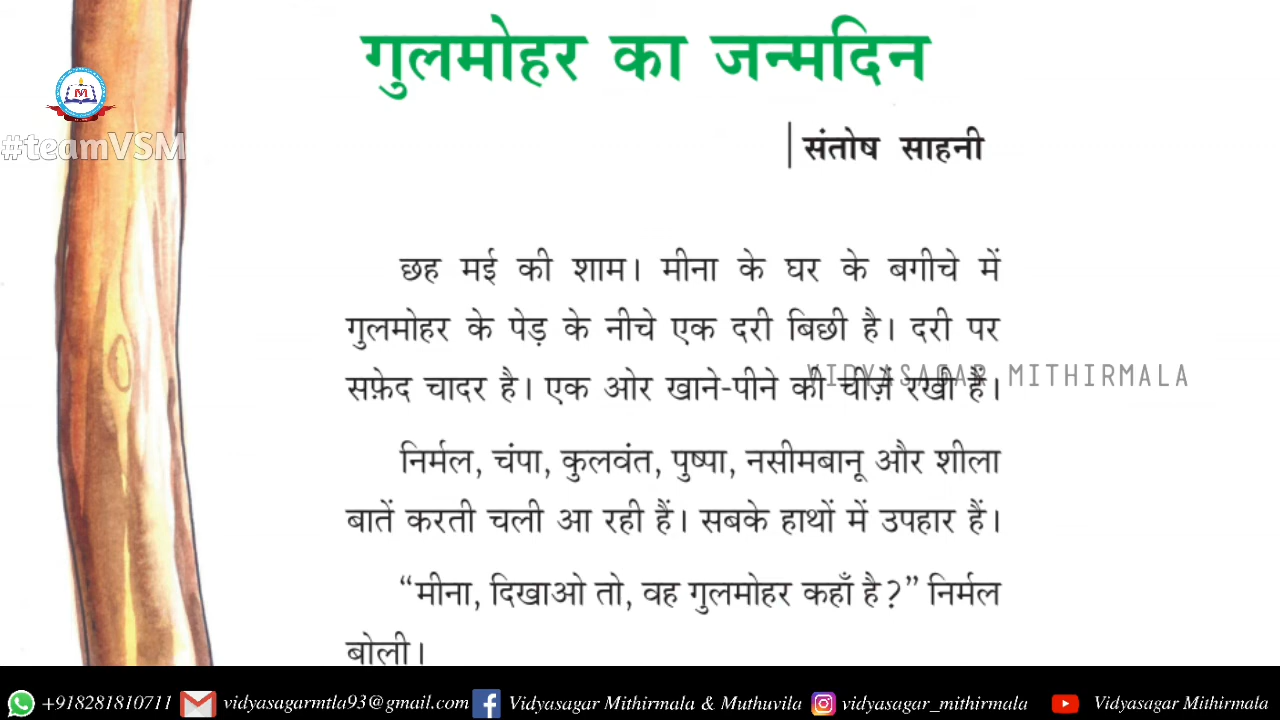 गुलमोहर का जन्मदिन
#teamVSM
संतोष साहनी
छह मई की शाम। मीना के घर के बगीचे में
गुलमोहर के पेड़ के नीचे एक दरी बिछी है। दरी पर
सफ़ेद चादर है। एक ओर खाने-पीने की चीज़ें रखी हैं।
VIDYASAGAR MITHIRMALA
निर्मल, चंपा, कुलवंत, पुष्पा, नसीमबानू और शीला
बातें करती चली आ रही हैं। सबके हाथों में उपहार हैं।
“मीना, दिखाओ तो, वह गुलमोहर कहाँ है?” निर्मल
बोली।
+918281810711 vidyasagarmtla93@gmail.com Vidyasagar Mithirmala & Muthuvila vidyasagar_mithirmala Vidyasagar Mithirmala